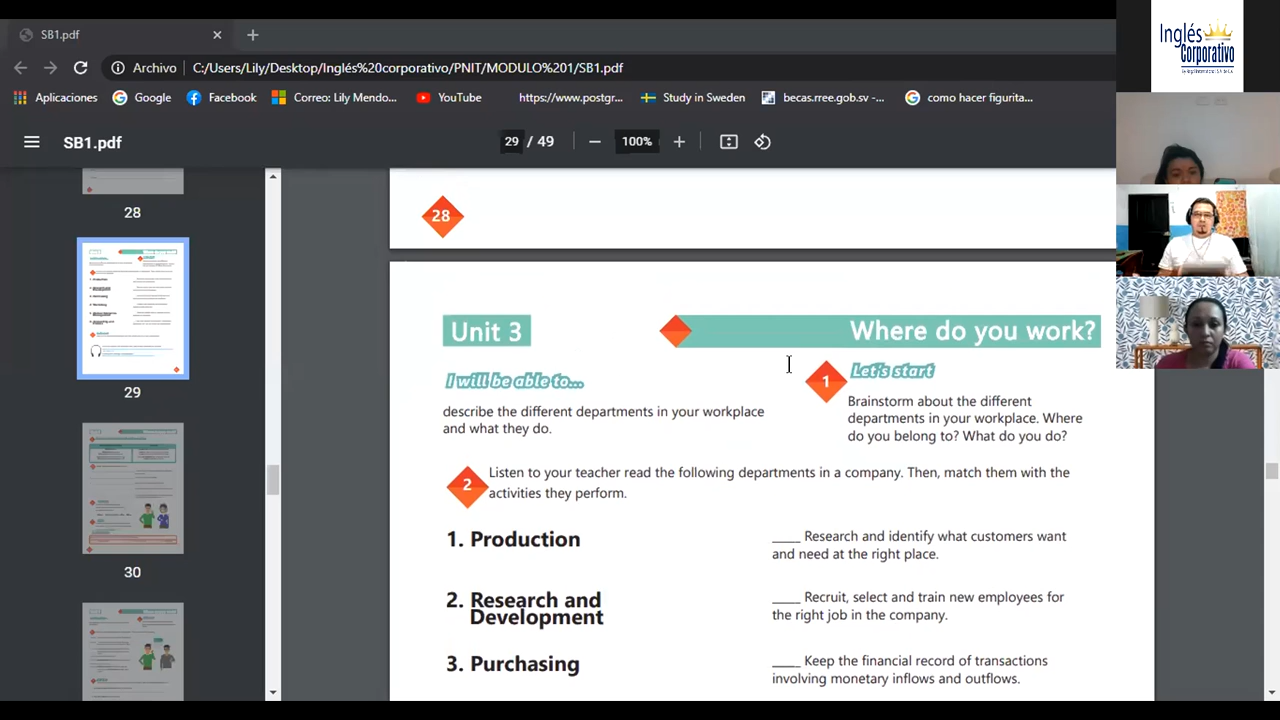 SB1.pdf
Archivo
C:/Users/Lily/Desktop/Inglés%20corporativo/PNIT/MODULO%201/SB1.pdf
Aplicaciones
Google
Facebook
Correo: Lily Mendo...
YouTube
https://www.postgr...
Study in Sweden
becas.rree.gob.sv -...
como hacer figurita...
SB1.pdf
29 / 49
100%
28
29
30
28
Unit 3
Where do you work?
I will be able to...
describe the different departments in your workplace
and what they do.
1
Let's start
Brainstorm about the different
departments in your workplace. Where
do you belong to? What do you do?
2
Listen to your teacher read the following departments in a company. Then, match them with the
activities they perform.
1. Production
____ Research and identify what customers want
and need at the right place.
2. Research and
Development
____ Recruit, select and train new employees for
the right job in the company.
3. Purchasing
____ Keep the financial record of transactions
involving monetary inflows and outflows.
Inglés
Corporativo